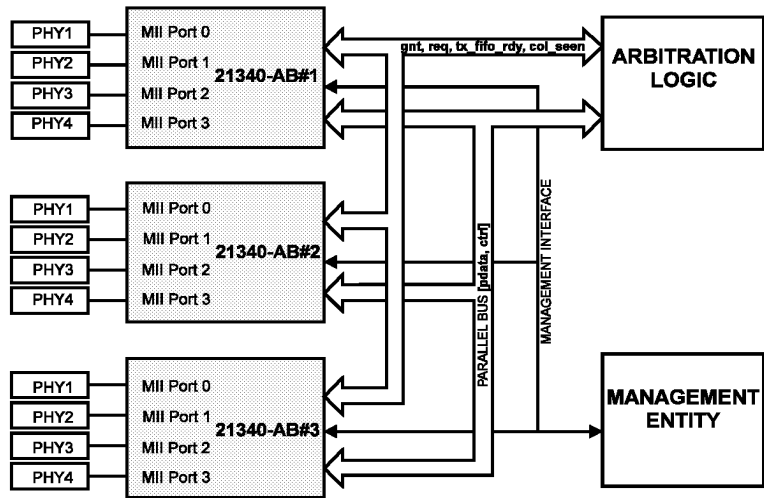 PHY1
PHY2
PHY3
PHY4
MII Port 0
MII Port 1
21340-AB#1
MII Port 2
MII Port 3
gnt, req, tx_fifo_rdy, col_seen
ARBITRATION
LOGIC
PHY1
PHY2
PHY3
PHY4
MII Port 0
MII Port 1
21340-AB#2
MII Port 2
MII Port 3
PARALLEL BUS [pdata, ctrl]
MANAGEMENT INTERFACE
PHY1
PHY2
PHY3
PHY4
MII Port 0
MII Port 1
21340-AB#3
MII Port 2
MII Port 3
MANAGEMENT
ENTITY